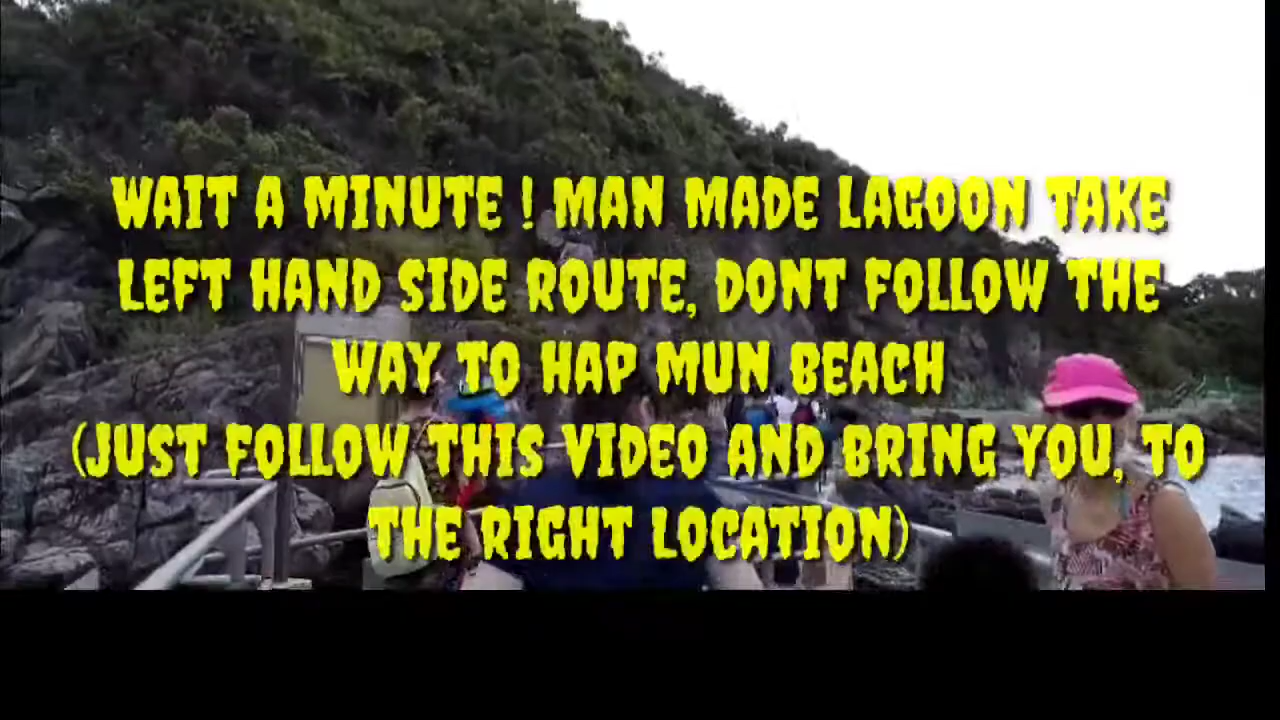 WAIT A MINUTE ! MAN MADE LAGOON TAKE
LEFT HAND SIDE ROUTE, DONT FOLLOW THE
WAY TO HAP MUN BEACH
(JUST FOLLOW THIS VIDEO AND BRING YOU, TO
THE RIGHT LOCATION)